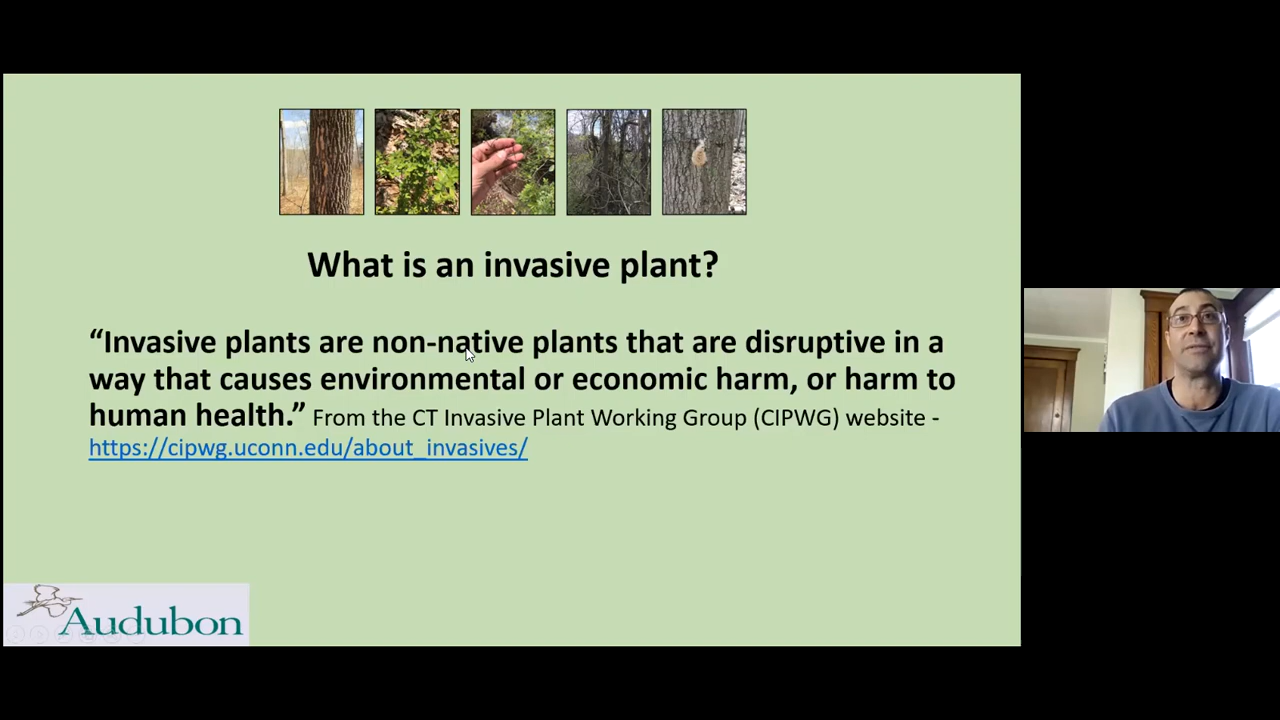 What is an invasive plant?
“Invasive plants are non-native plants that are disruptive in a
way that causes environmental or economic harm, or harm to
human health.” From the CT Invasive Plant Working Group (CIPWG) website -
https://cipwg.uconn.edu/about_invasives/
Audubon